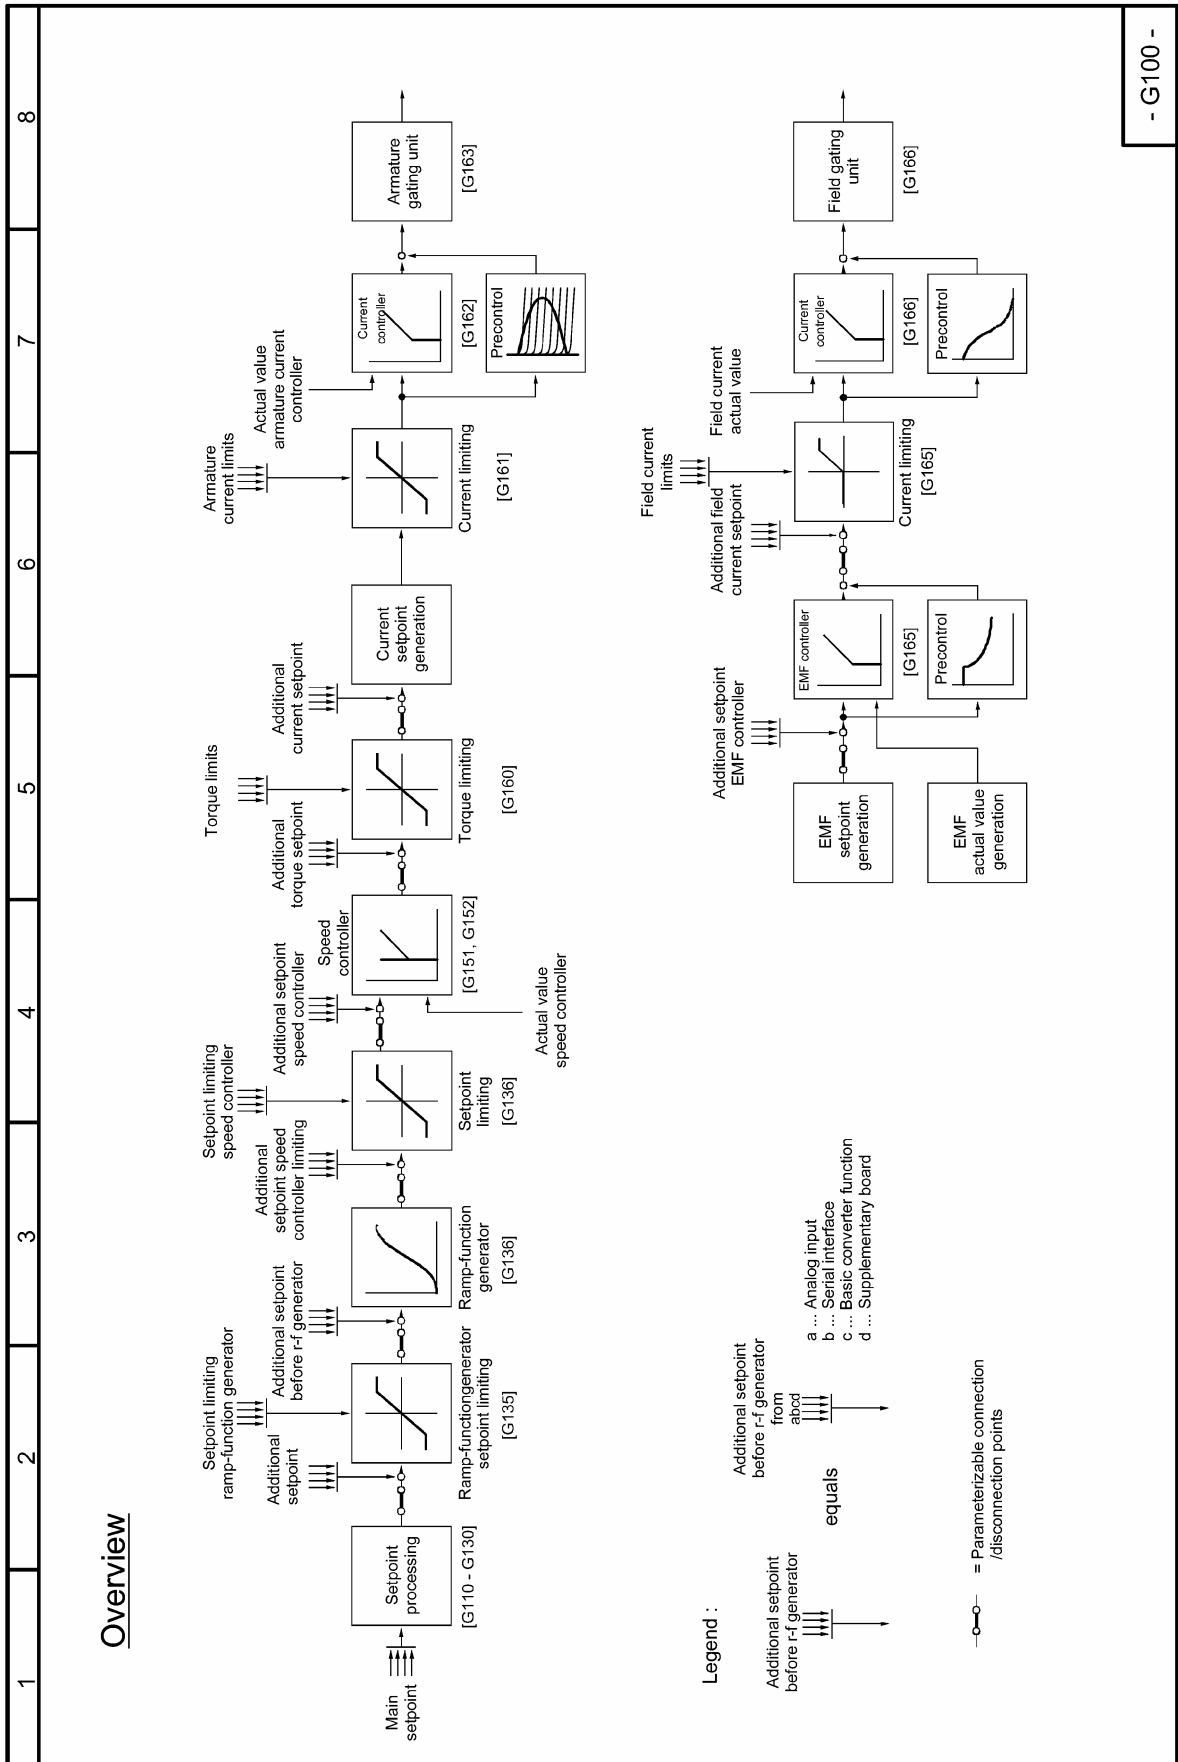 1
2
3
4
5
6
7
8
Overview
Main
setpoint
Setpoint
processing
[G110 - G130]
Additional
setpoint
Setpoint limiting
ramp-function generator
Ramp-functiongenerator
setpoint limiting
[G135]
Additional setpoint
before r-f generator
Ramp-function
generator
[G136]
Additional
setpoint speed
controller limiting
Setpoint limiting
speed controller
Setpoint
limiting
[G136]
Additional setpoint
speed controller
Speed
controller
[G151, G152]
Actual value
speed controller
Additional
torque setpoint
Torque limits
Torque limiting
[G160]
Additional
current setpoint
Current
setpoint
generation
Armature
current limits
Current limiting
[G161]
Actual value
armature current
controller
Current
controller
[G162]
Precontrol
Armature
gating unit
[G163]
EMF
setpoint
generation
EMF
actual value
generation
Additional setpoint
EMF controller
EMF controller
[G165]
Precontrol
Additional field
current setpoint
Field current
limits
Current limiting
[G165]
Field current
actual value
Current
controller
[G166]
Precontrol
Field gating
unit
[G166]
Legend :
Additional setpoint
before r-f generator
equals
Additional setpoint
before r-f generator
from
abcd
a ... Analog input
b ... Serial interface
c ... Basic converter function
d ... Supplementary board
= Parameterizable connection
/disconnection points
- G100 -